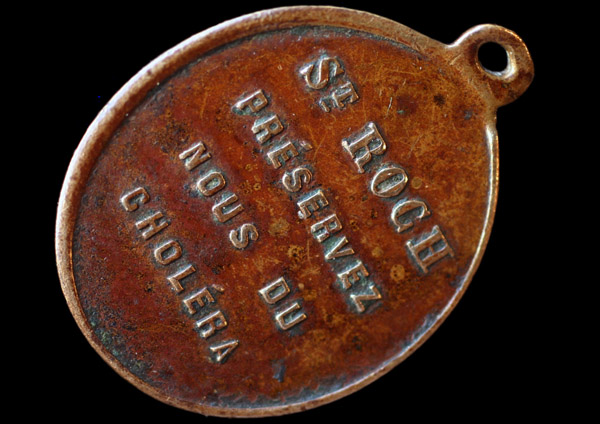 St ROCH
PRÉSERVEZ
NOUS DU
CHOLÉRA